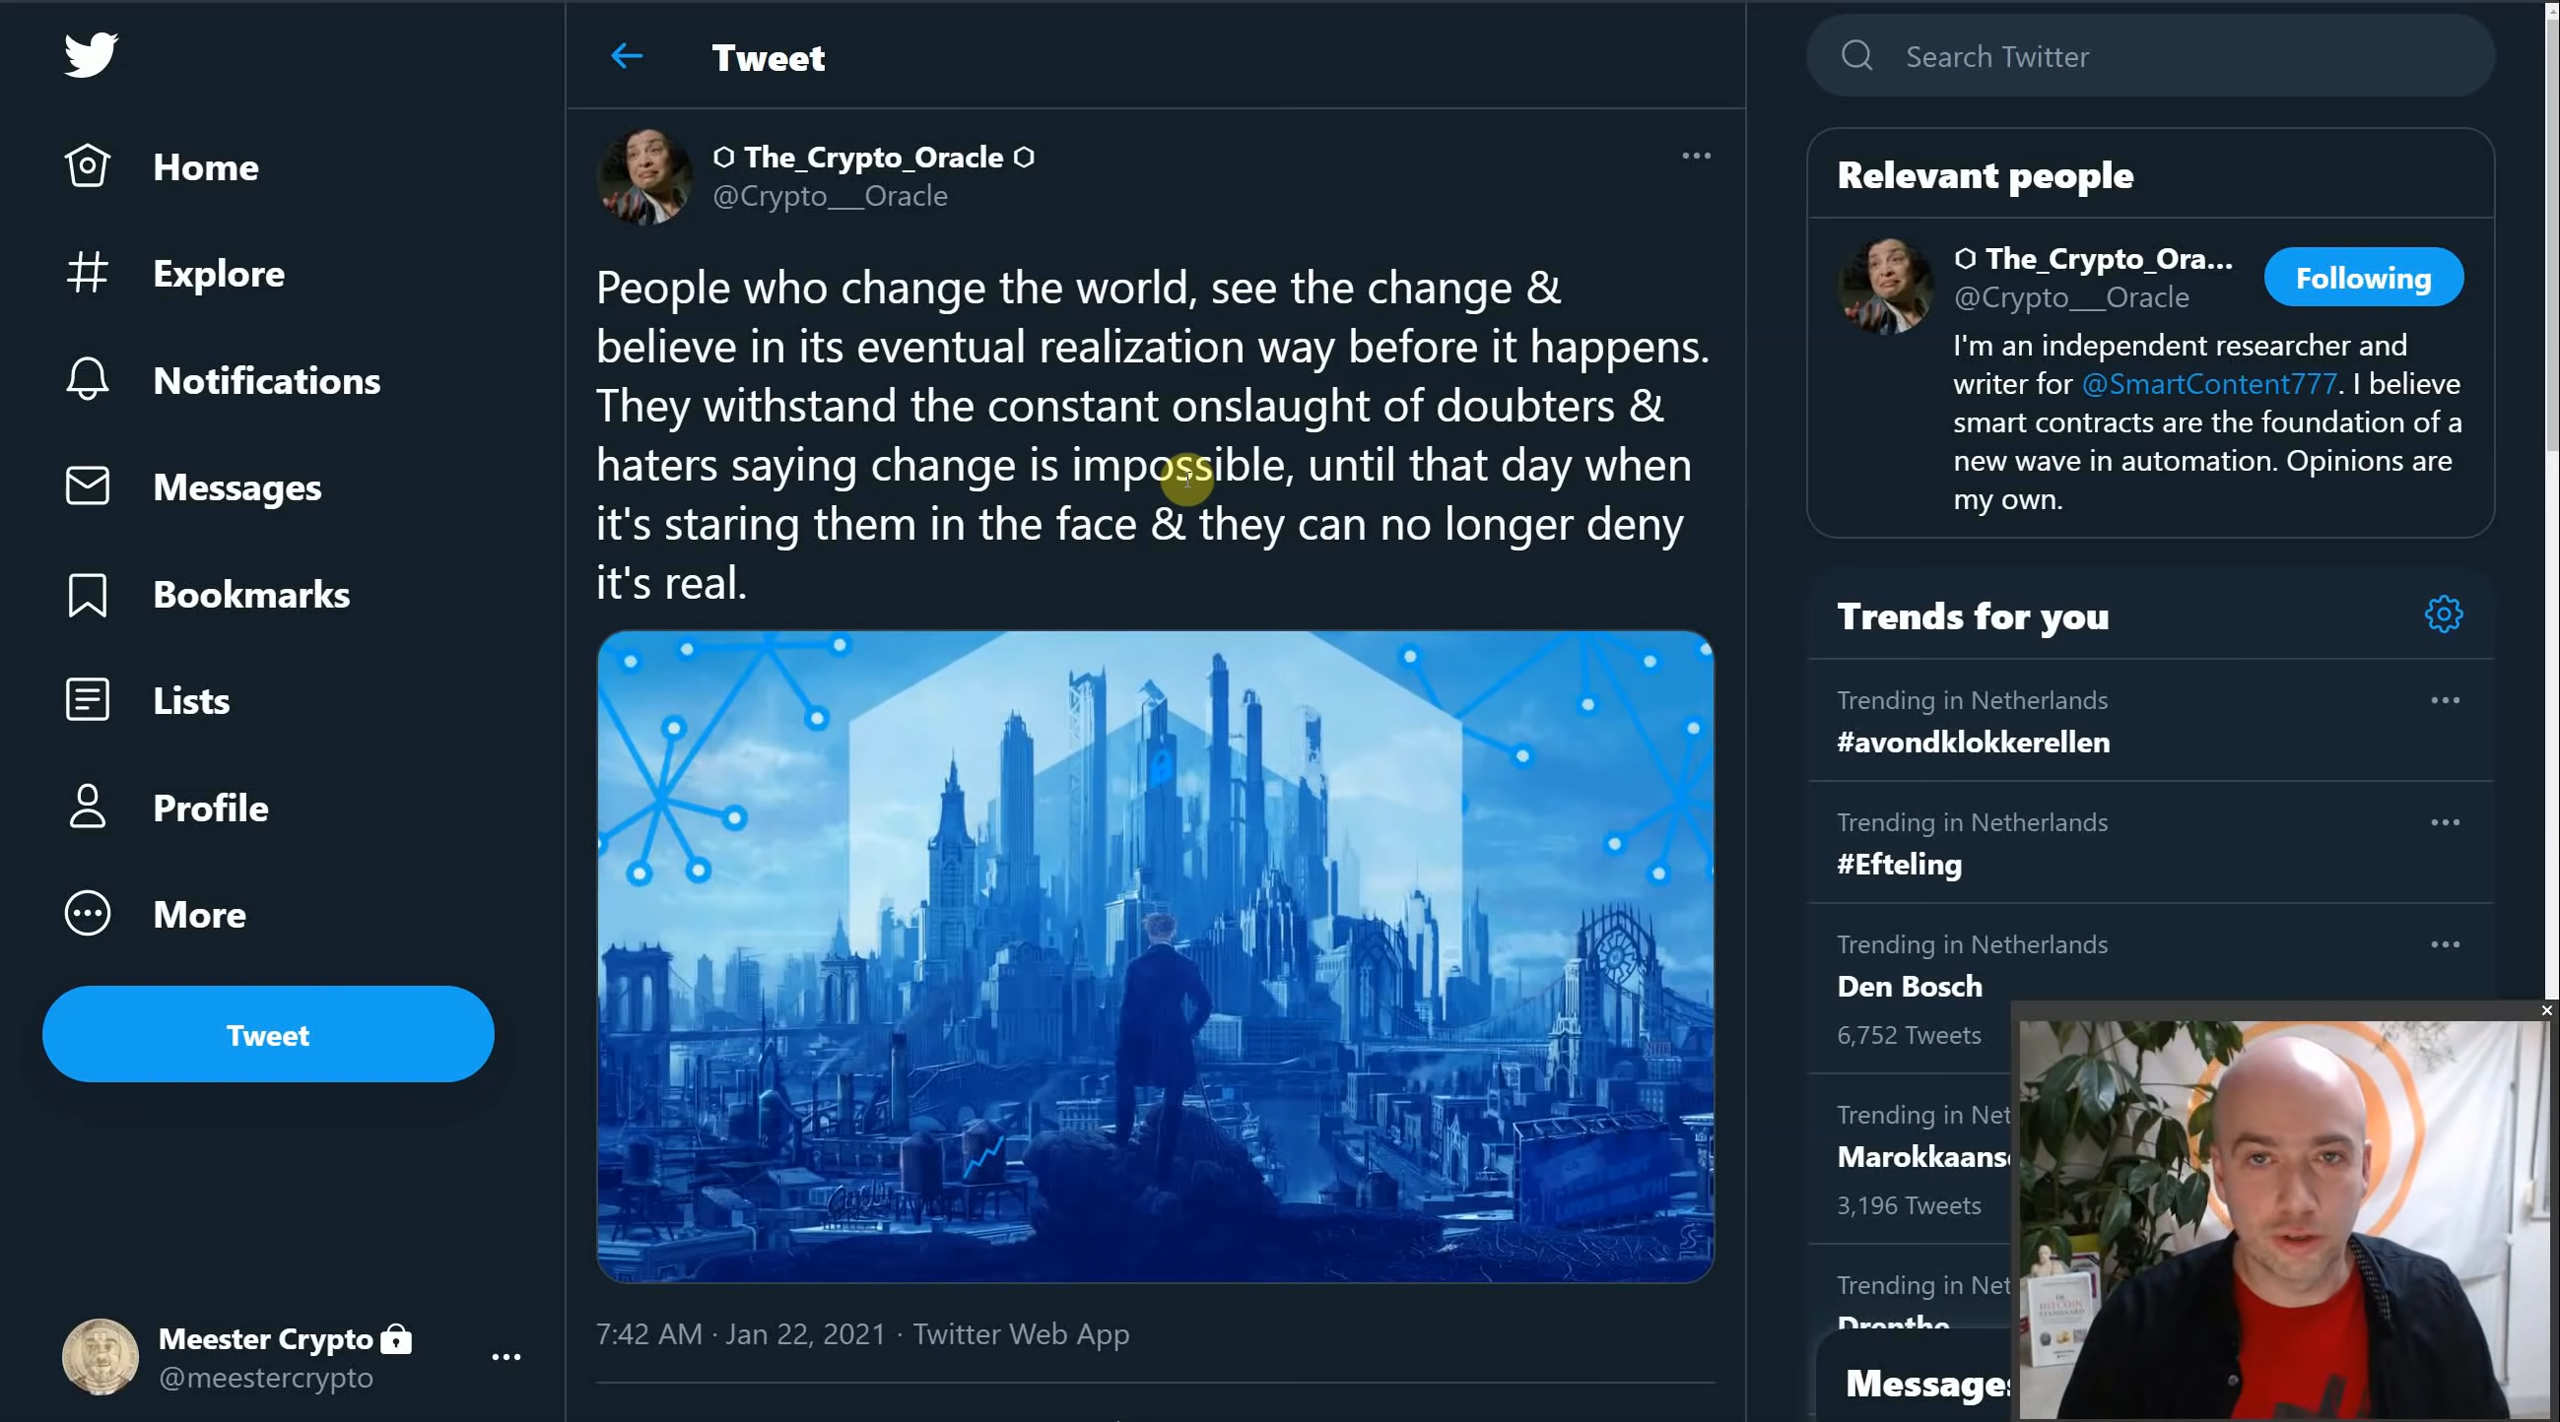 Home
Explore
Notifications
Messages
Bookmarks
Lists
Profile
More
Tweet
Meester Crypto
@meestercrypto
Tweet
The_Crypto_Oracle
@Crypto___Oracle
People who change the world, see the change &
believe in its eventual realization way before it happens.
They withstand the constant onslaught of doubters &
haters saying change is impossible, until that day when
it's staring them in the face & they can no longer deny
it's real.
7:42 AM · Jan 22, 2021 · Twitter Web App
Search Twitter
Relevant people
The_Crypto_Ora...
@Crypto___Oracle
Following
I'm an independent researcher and
writer for @SmartContent777. I believe
smart contracts are the foundation of a
new wave in automation. Opinions are
my own.
Trends for you
Trending in Netherlands
#avondklokkerellen
Trending in Netherlands
#Efteling
Trending in Netherlands
Den Bosch
6,752 Tweets
Trending in Net
Marokkaans
3,196 Tweets
Trending in Net
Drenthe
Messages